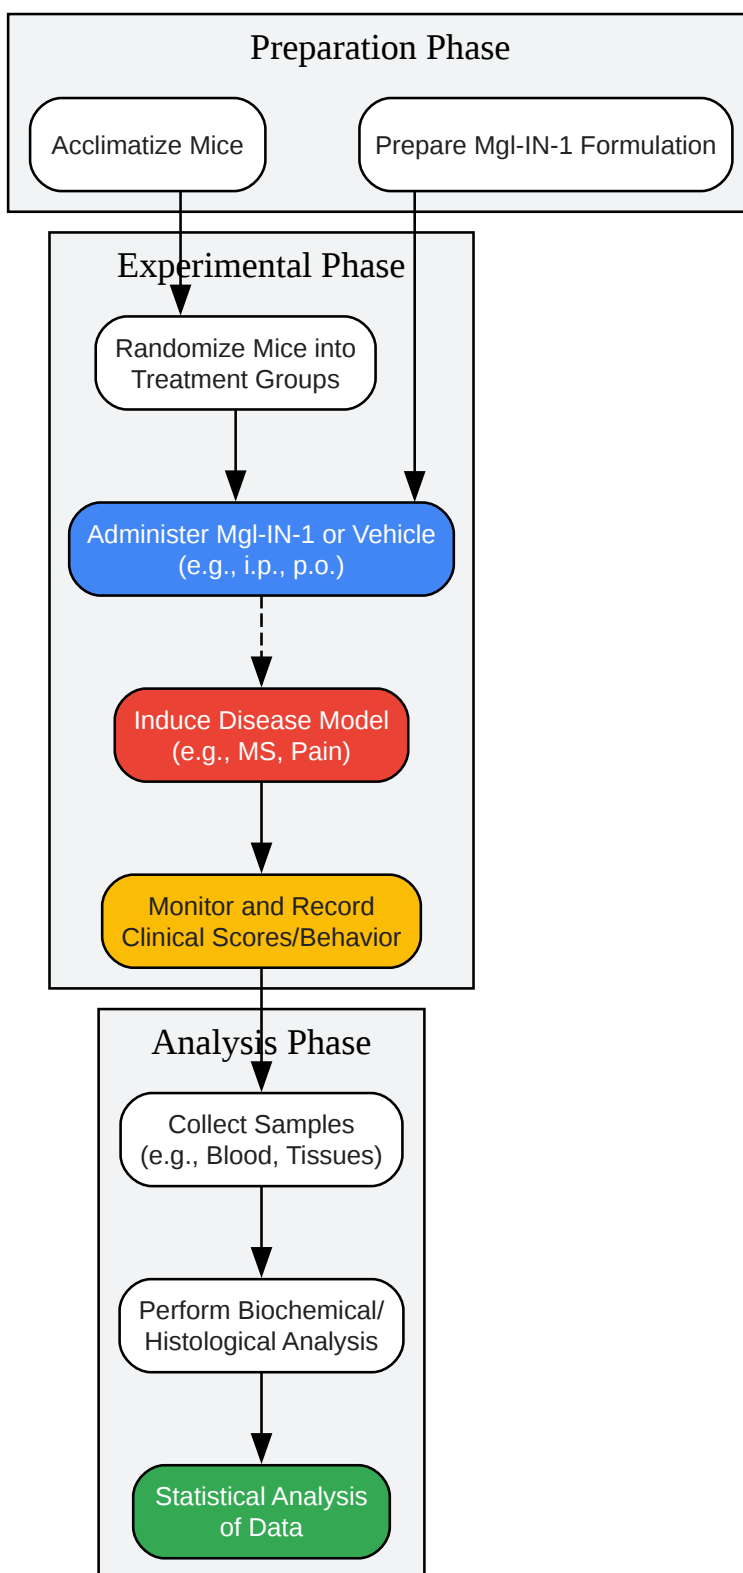 Preparation Phase
Acclimatize Mice
Prepare Mgl-IN-1 Formulation
Experimental Phase
Randomize Mice into
Treatment Groups
Administer Mgl-IN-1 or Vehicle
(e.g., i.p., p.o.)
Induce Disease Model
(e.g., MS, Pain)
Monitor and Record
Clinical Scores/Behavior
Analysis Phase
Collect Samples
(e.g., Blood, Tissues)
Perform Biochemical/
Histological Analysis
Statistical Analysis
of Data